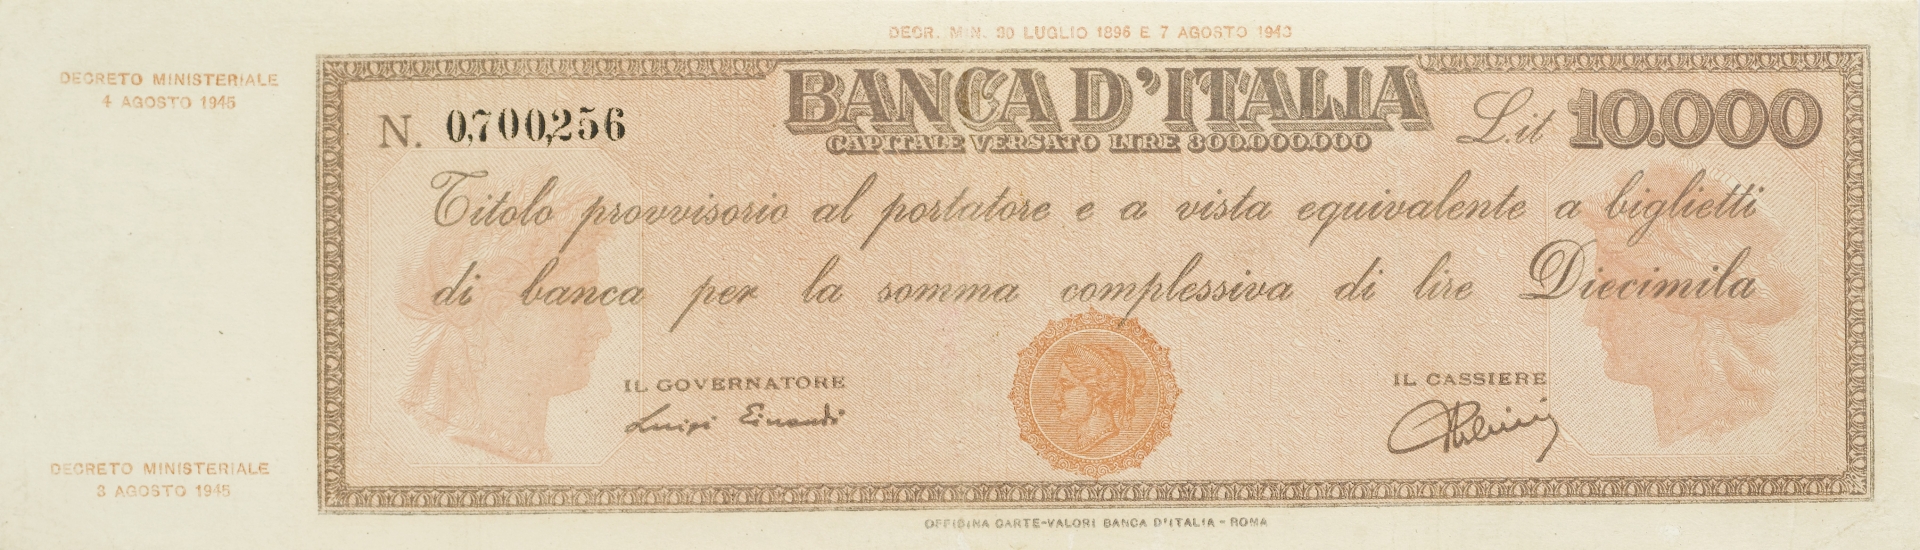 DECR. MIN. 30 LUGLIO 1896 E 7 AGOSTO 1943
DECRETO MINISTERIALE
4 AGOSTO 1945
N. 0,700,256
BANCA D'ITALIA
CAPITALE VERSATO LIRE 300.000.000
L.it 10.000
Titolo provvisorio al portatore e a vista equivalente a biglietti
di banca per la somma complessiva di lire Diecimila
IL GOVERNATORE
Luigi Einaudi
IL CASSIERE
DECRETO MINISTERIALE
3 AGOSTO 1945
OFFICINA CARTE-VALORI BANCA D'ITALIA - ROMA